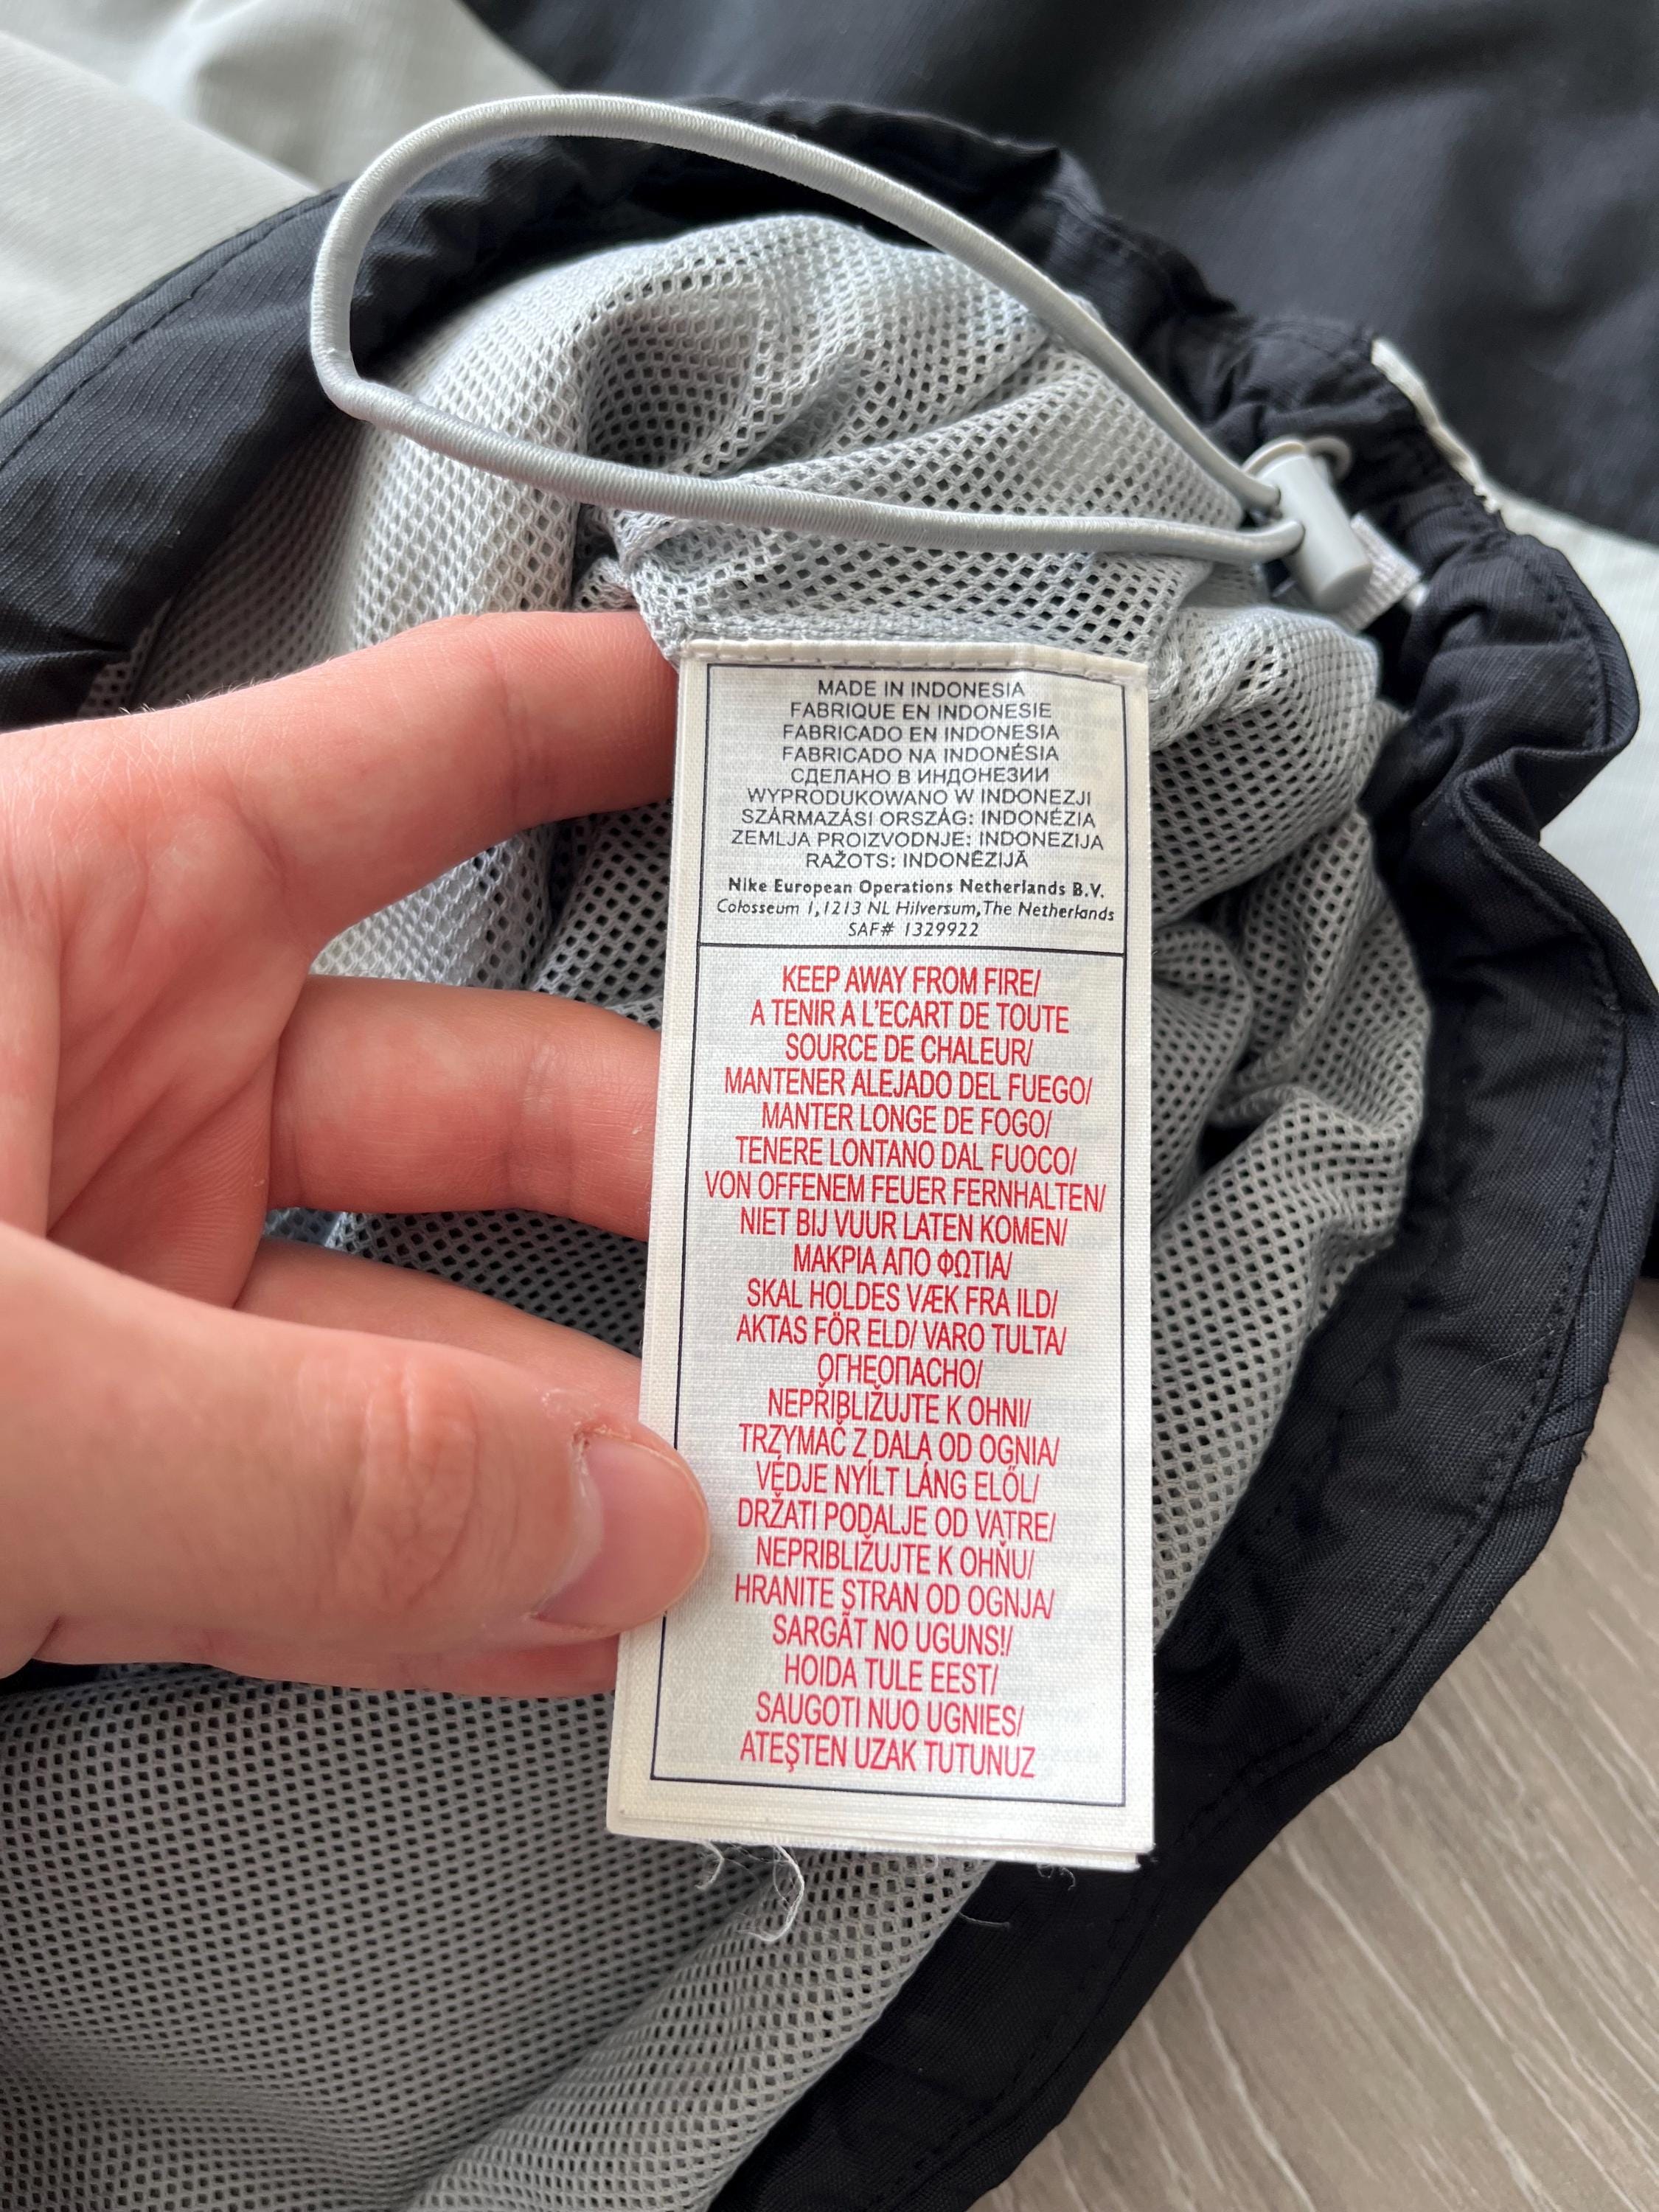 MADE IN INDONESIA
FABRIQUE EN INDONESIE
FABRICADO EN INDONESIA
FABRICADO NA INDONÉSIA
СДЕЛАНО В ИНДОНЕЗИИ
WYPRODUKOWANO W INDONEZJI
SZÁRMAZÁSI ORSZÁG: INDONÉZIA
ZEMLJA PROIZVODNJE: INDONEZIJA
RAŽOTS: INDONĒZIJĀ
Nike European Operations Netherlands B.V.
Colosseum 1, 1213 NL Hilversum, The Netherlands
SAF# 1329922
KEEP AWAY FROM FIRE/
A TENIR A L'ECART DE TOUTE
SOURCE DE CHALEUR/
MANTENER ALEJADO DEL FUEGO/
MANTER LONGE DE FOGO/
TENERE LONTANO DAL FUOCO/
VON OFFENEM FEUER FERNHALTEN/
NIET BIJ VUUR LATEN KOMEN/
ΜΑΚΡΙΑ ΑΠΟ ΦΩΤΙΑ/
SKAL HOLDES VÆK FRA ILD/
AKTAS FÖR ELD/ VARO TULTA/
ОГНЕОПАСНО/
NEPŘIBLIŽUJTE K OHNI/
TRZYMAĆ Z DALA OD OGNIA/
VÉDJE NYÍLT LÁNG ELŐL/
DRŽATI PODALJE OD VATRE/
NEPRIBLIŽUJTE K OHŇU/
HRANITE STRAN OD OGNJA/
SARGĀT NO UGUNS!/
HOIDA TULE EEST/
SAUGOTI NUO UGNIES/
ATEŞTEN UZAK TUTUNUZ